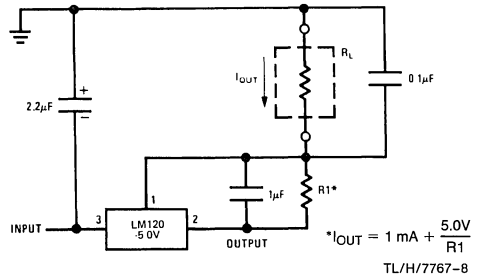 R_L
I_OUT
0 1μF
+
2.2μF
−
1μF
R1*
1
INPUT
3
LM120
-5 0V
2
OUTPUT
*I_OUT = 1 mA + 5.0V / R1
TL/H/7767-8